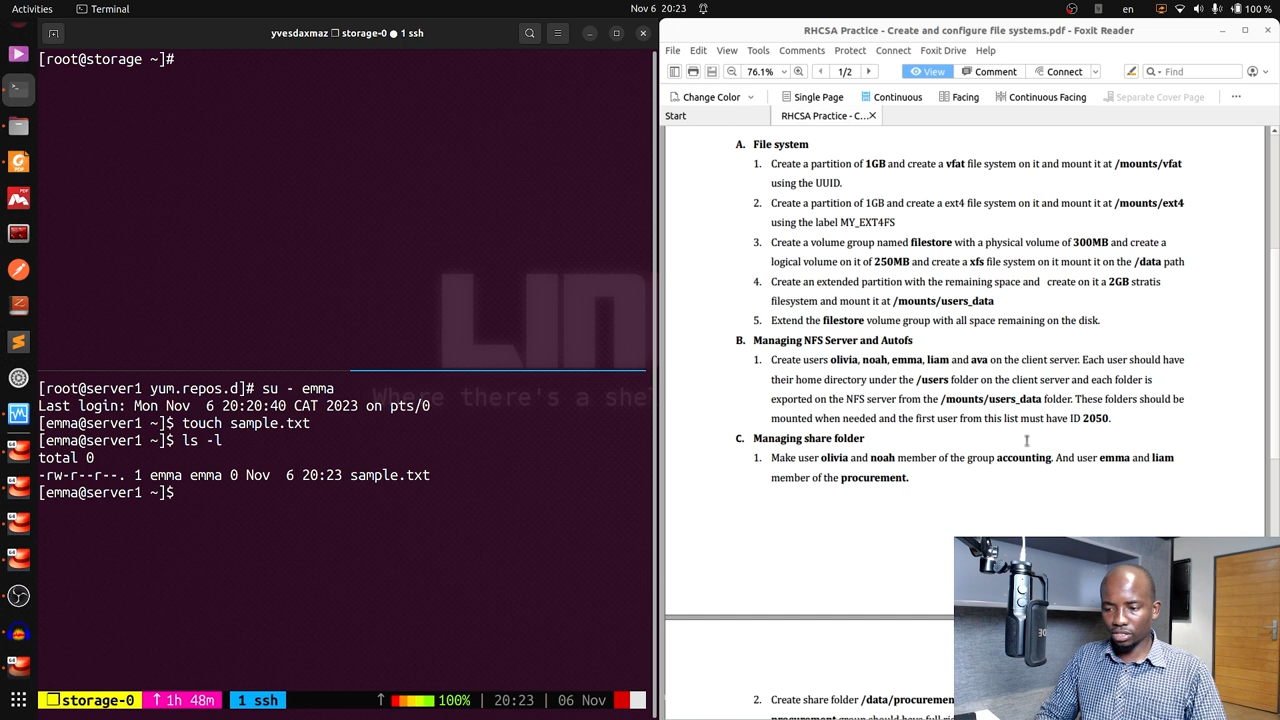 Activities
Terminal
Nov 6
100 %
yvesdaxmaz □ storage-0 ● 1 ssh
[root@storage ~]#
LIN
Where there's a she
[root@server1 yum.repos.d]# su - emma
Last login: Mon Nov  6 20:20:40 CAT 2023 on pts/0
[emma@server1 ~]$ touch sample.txt
[emma@server1 ~]$ ls -l
total 0
-rw-r--r--. 1 emma emma 0 Nov  6 20:23 sample.txt
[emma@server1 ~]$
storage-0 ↑ 1h 48m 1 ssh ↑ 100% | 20:23 | 06 Nov
RHCSA Practice - Create and configure file systems.pdf - Foxit Reader
File Edit View Tools Comments Protect Connect Foxit Drive Help
76.1% 1/2 View Comment Connect Find
Change Color Single Page Continuous Facing Continuous Facing Separate Cover Page ···
Start RHCSA Practice - C...
A. File system
1. Create a partition of 1GB and create a vfat file system on it and mount it at /mounts/vfat
using the UUID.
2. Create a partition of 1GB and create a ext4 file system on it and mount it at /mounts/ext4
using the label MY_EXT4FS
3. Create a volume group named filestore with a physical volume of 300MB and create a
logical volume on it of 250MB and create a xfs file system on it mount it on the /data path
4. Create an extended partition with the remaining space and create on it a 2GB stratis
filesystem and mount it at /mounts/users_data
5. Extend the filestore volume group with all space remaining on the disk.
B. Managing NFS Server and Autofs
1. Create users olivia, noah, emma, liam and ava on the client server. Each user should have
their home directory under the /users folder on the client server and each folder is
exported on the NFS server from the /mounts/users_data folder. These folders should be
mounted when needed and the first user from this list must have ID 2050.
C. Managing share folder
1. Make user olivia and noah member of the group accounting. And user emma and liam
member of the procurement.
2. Create share folder /data/procuremen